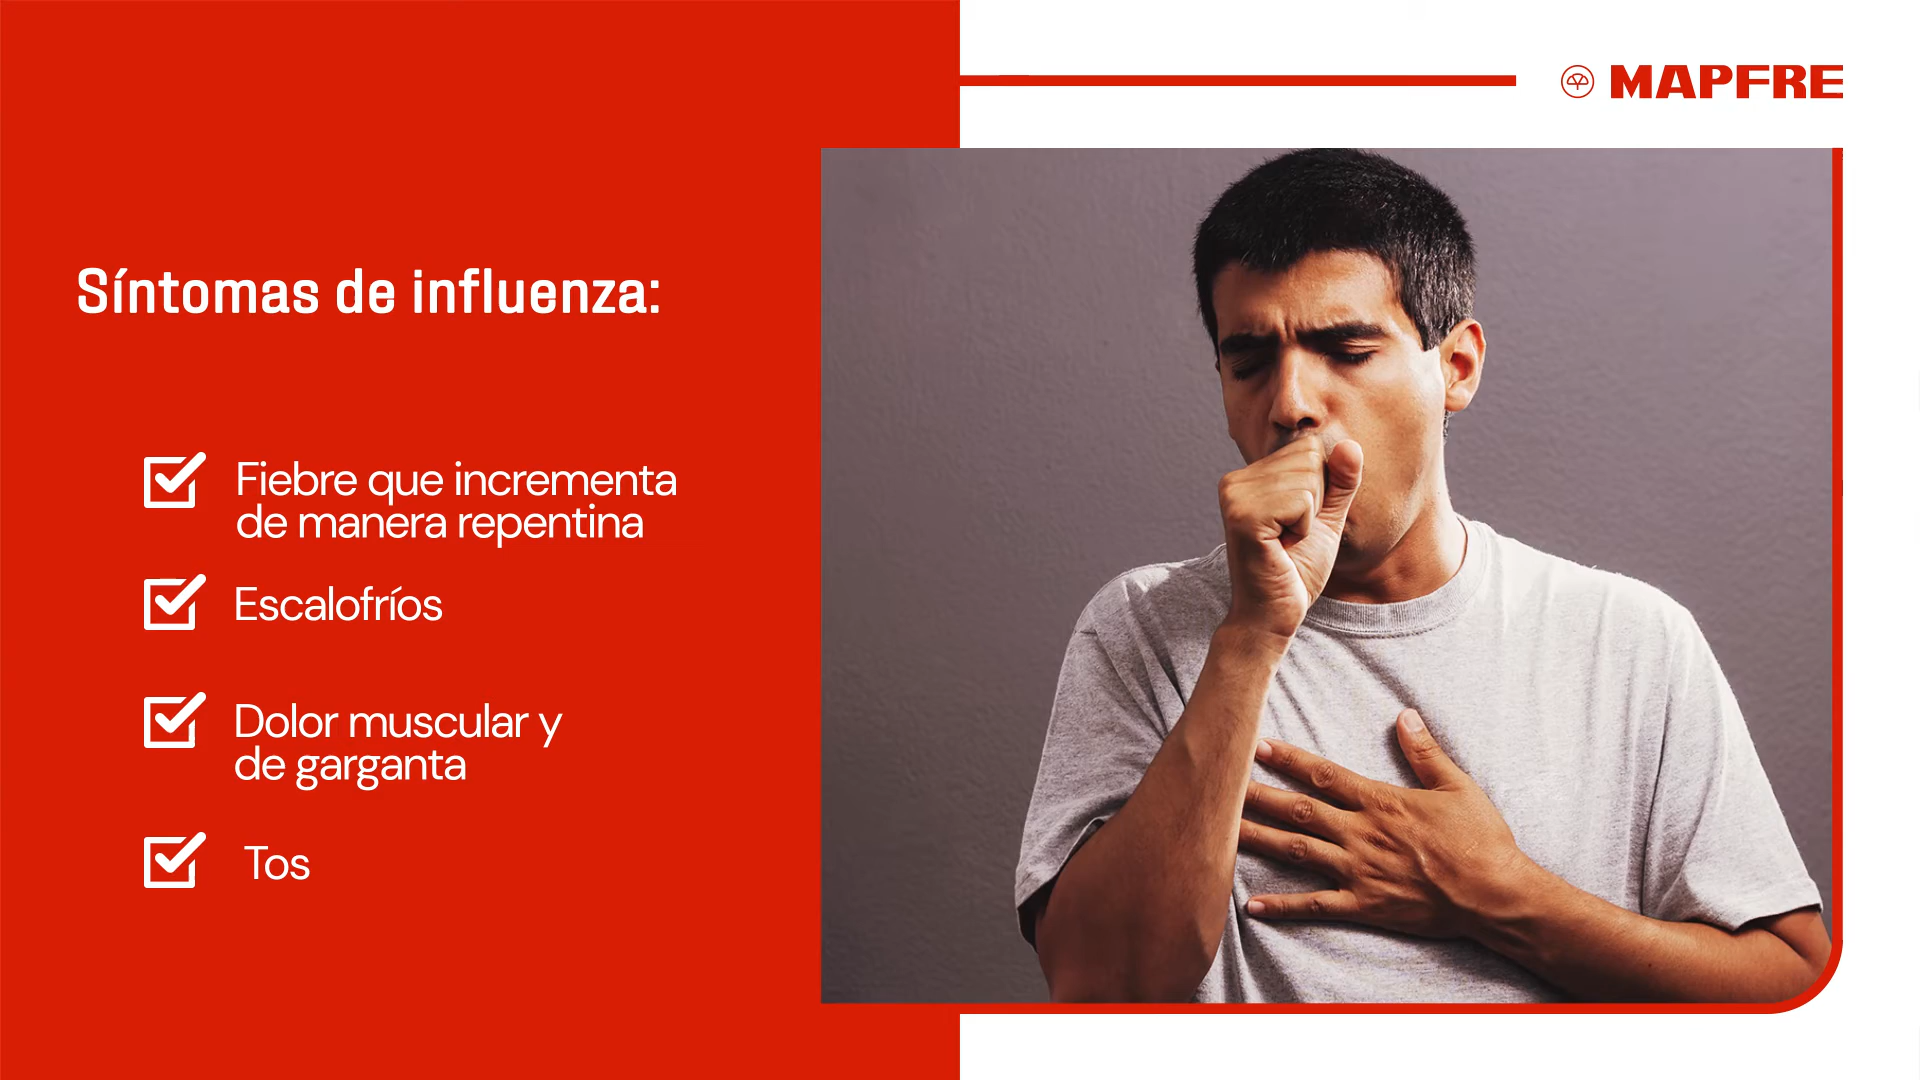 MAPFRE
Síntomas de influenza:
Fiebre que incrementa
de manera repentina
Escalofríos
Dolor muscular y
de garganta
Tos